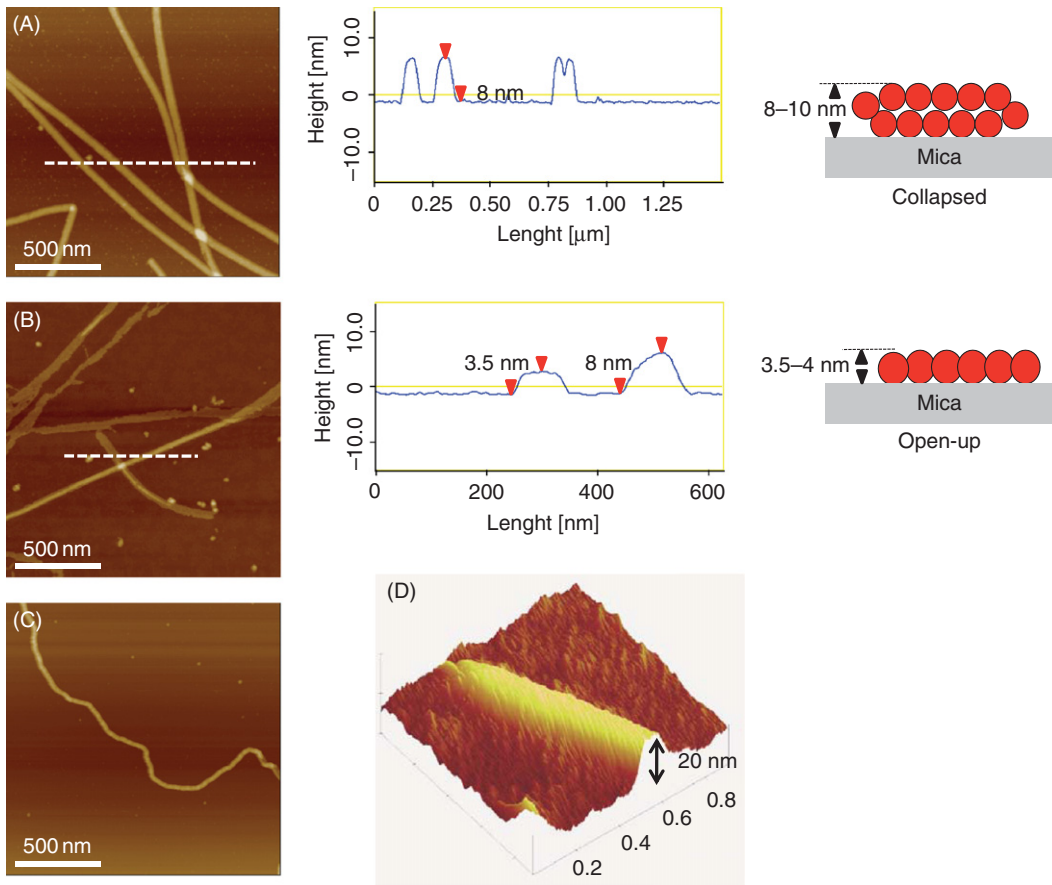 (A)
500 nm
Height [nm]
10.0
0
−10.0
8 nm
0
0.25
0.50
0.75
1.00
1.25
Lenght [μm]
8–10 nm
Mica
Collapsed
(B)
500 nm
Height [nm]
10.0
0
−10.0
3.5 nm
8 nm
0
200
400
600
Lenght [nm]
3.5–4 nm
Mica
Open-up
(C)
500 nm
(D)
20 nm
0.2
0.4
0.6
0.8